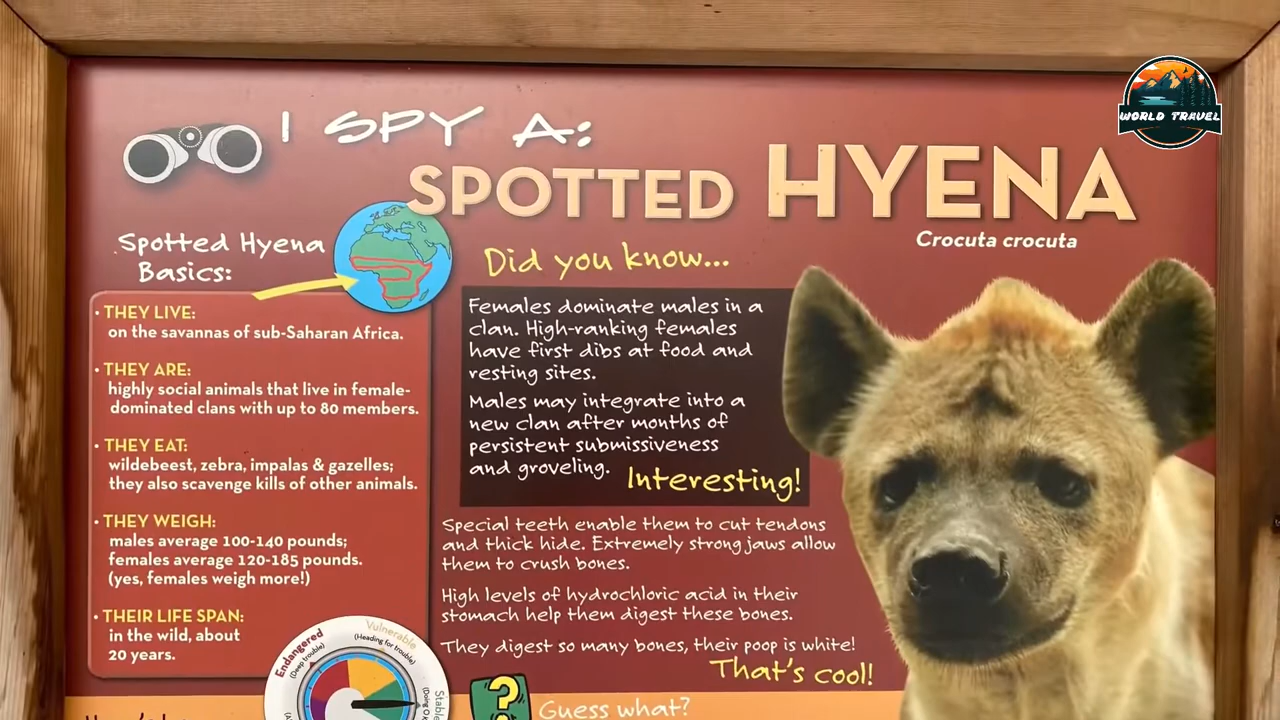 WORLD TRAVEL
I SPY A:
SPOTTED HYENA
Crocuta crocuta
Spotted Hyena
Basics:
• THEY LIVE:
on the savannas of sub-Saharan Africa.
• THEY ARE:
highly social animals that live in female-
dominated clans with up to 80 members.
• THEY EAT:
wildebeest, zebra, impalas & gazelles;
they also scavenge kills of other animals.
• THEY WEIGH:
males average 100-140 pounds;
females average 120-185 pounds.
(yes, females weigh more!)
• THEIR LIFE SPAN:
in the wild, about
20 years.
Endangered
(Deep trouble)
Vulnerable
(Heading for trouble)
Did you know...
Females dominate males in a
clan. High-ranking females
have first dibs at food and
resting sites.
Males may integrate into a
new clan after months of
persistent submissiveness
and groveling.
Interesting!
Special teeth enable them to cut tendons
and thick hide. Extremely strong jaws allow
them to crush bones.
High levels of hydrochloric acid in their
stomach help them digest these bones.
They digest so many bones, their poop is white!
That's cool!
?
Guess what?